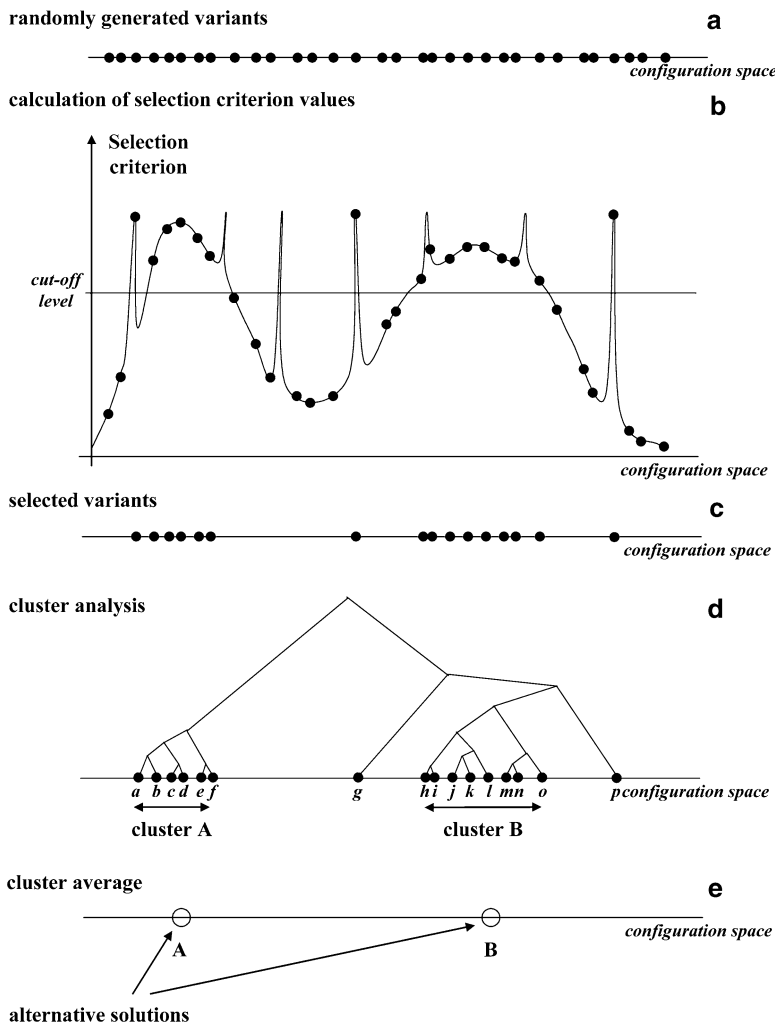 randomly generated variants
a
configuration space
calculation of selection criterion values
b
Selection
criterion
cut-off
level
configuration space
selected variants
c
configuration space
cluster analysis
d
a b c d e f g h i j k l m n o p configuration space
cluster A
cluster B
cluster average
e
configuration space
A
B
alternative solutions